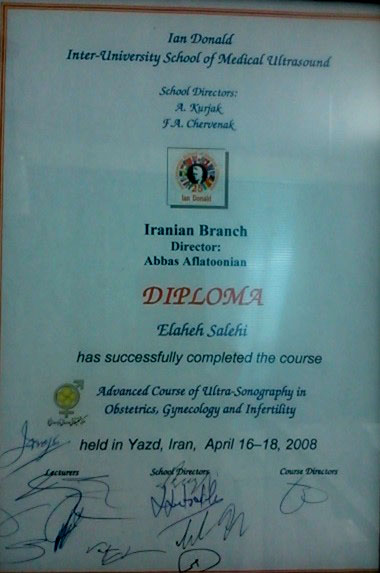 Ian Donald
Inter-University School of Medical Ultrasound
School Directors:
A. Kurjak
F.A. Chervenak
Ian Donald
Iranian Branch
Director:
Abbas Aflatoonian
DIPLOMA
Elaheh Salehi
has successfully completed the course
Advanced Course of Ultra-Sonography in
Obstetrics, Gynecology and Infertility
held in Yazd, Iran, April 16–18, 2008
Lecturers School Directors Course Directors